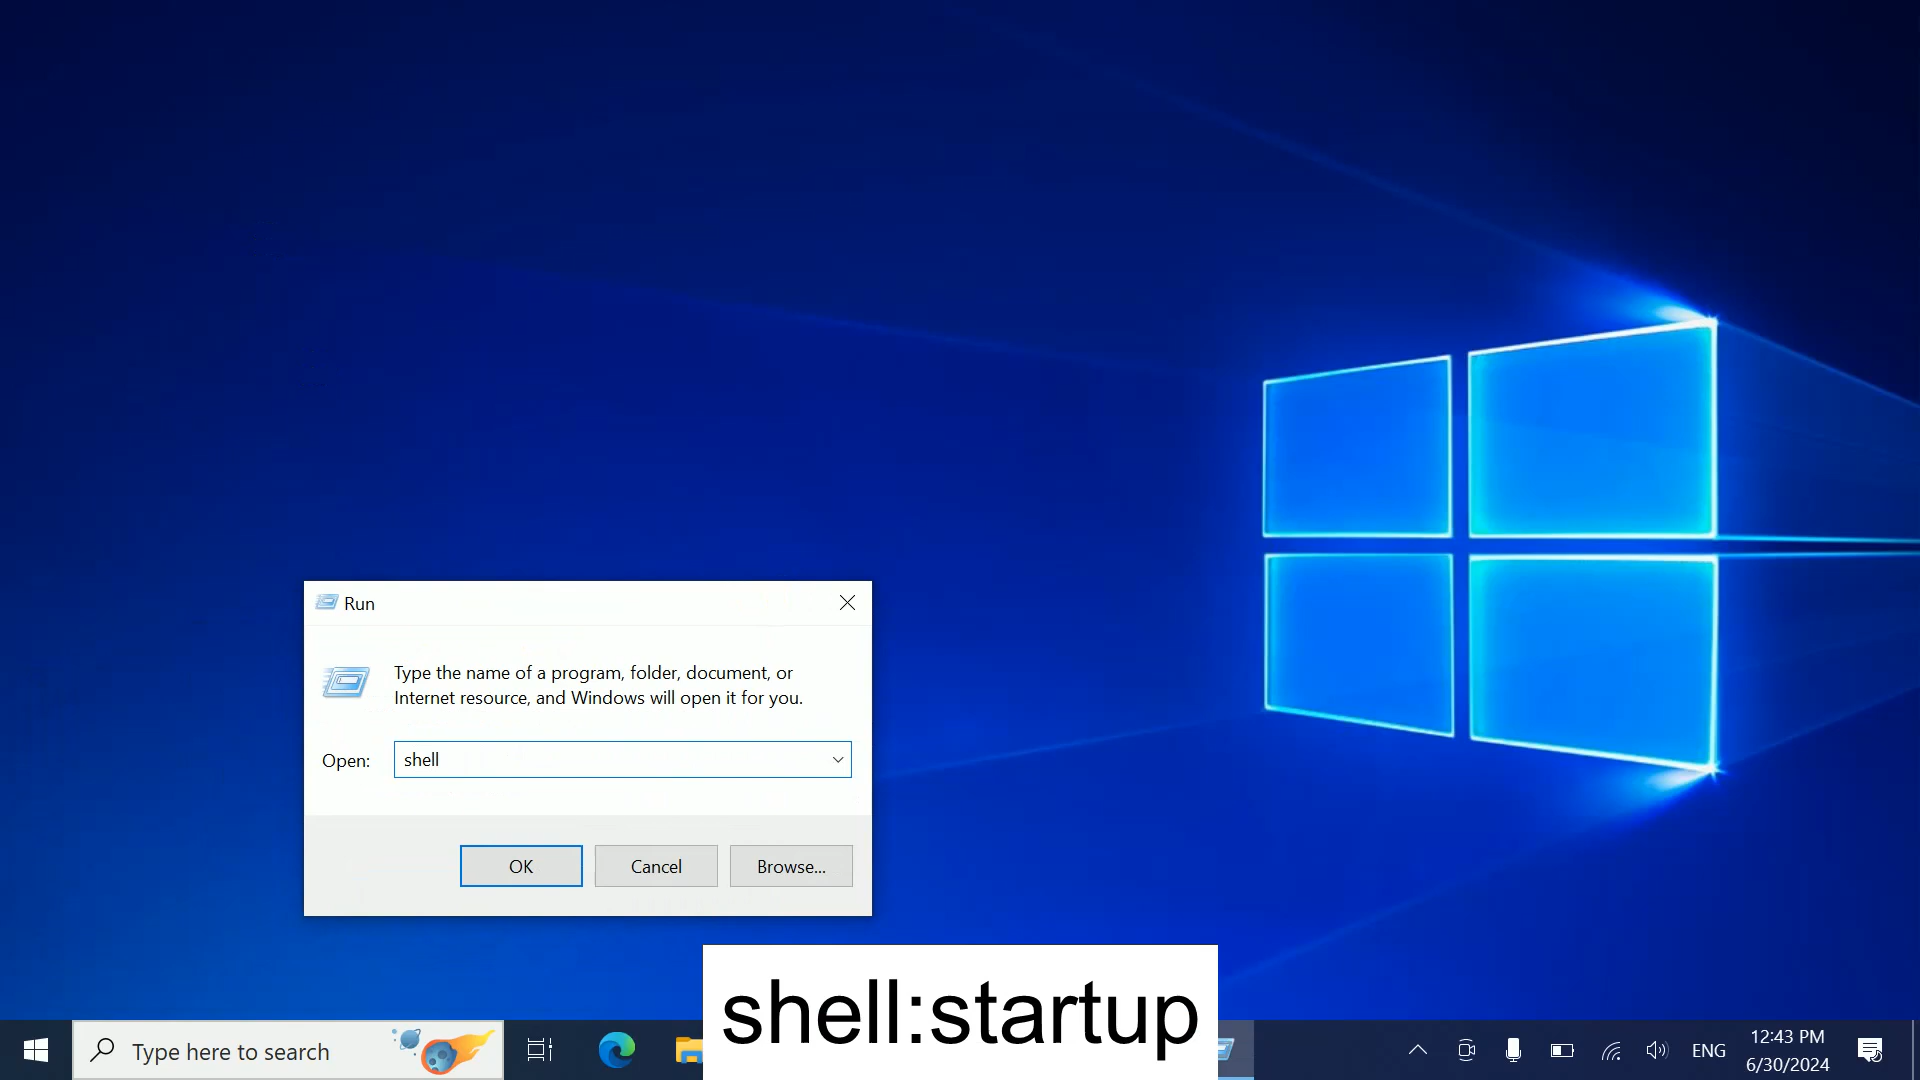 Run
Type the name of a program, folder, document, or
Internet resource, and Windows will open it for you.
Open: shell
OK Cancel Browse...
shell:startup
Type here to search
ENG
12:43 PM
6/30/2024